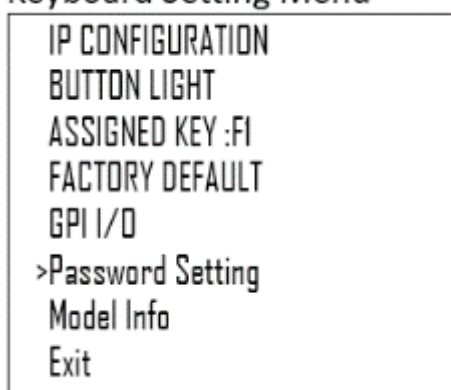 Keyboard Setting Menu
IP CONFIGURATION
BUTTON LIGHT
ASSIGNED KEY :F1
FACTORY DEFAULT
GPI I/O
>Password Setting
Model Info
Exit